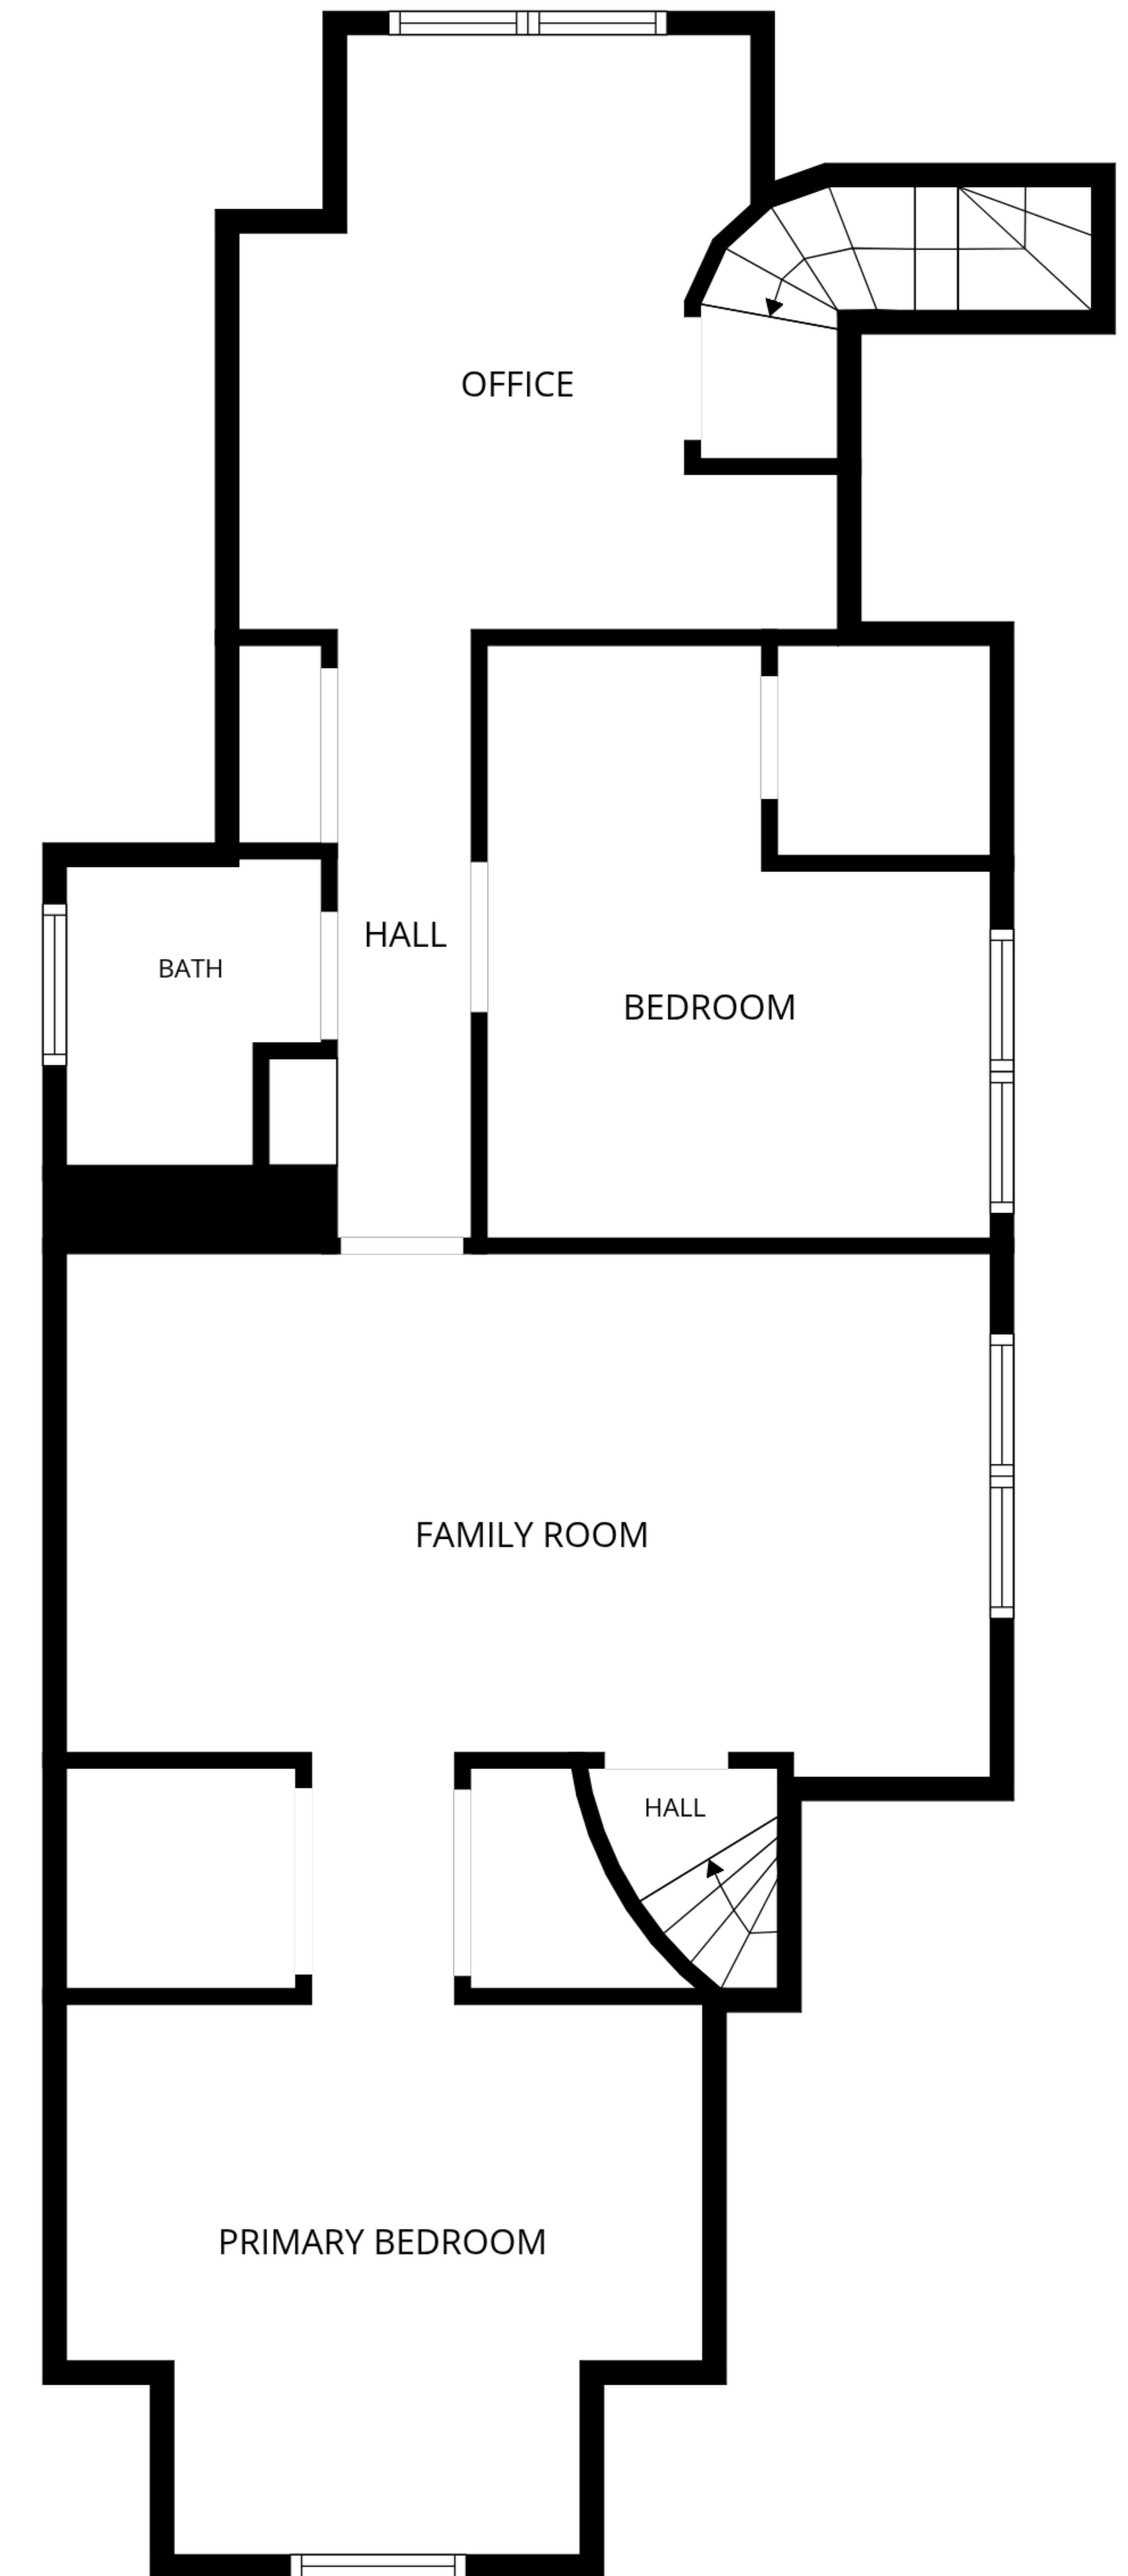 OFFICE
HALL
BATH
BEDROOM
FAMILY ROOM
HALL
PRIMARY BEDROOM